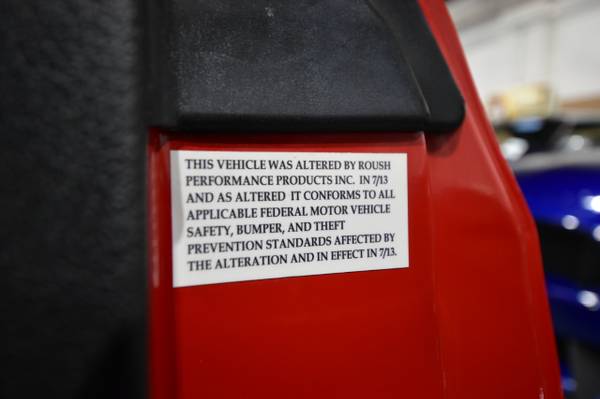 THIS VEHICLE WAS ALTERED BY ROUSH
PERFORMANCE PRODUCTS INC. IN 7/13
AND AS ALTERED IT CONFORMS TO ALL
APPLICABLE FEDERAL MOTOR VEHICLE
SAFETY, BUMPER, AND THEFT
PREVENTION STANDARDS AFFECTED BY
THE ALTERATION AND IN EFFECT IN 7/13.